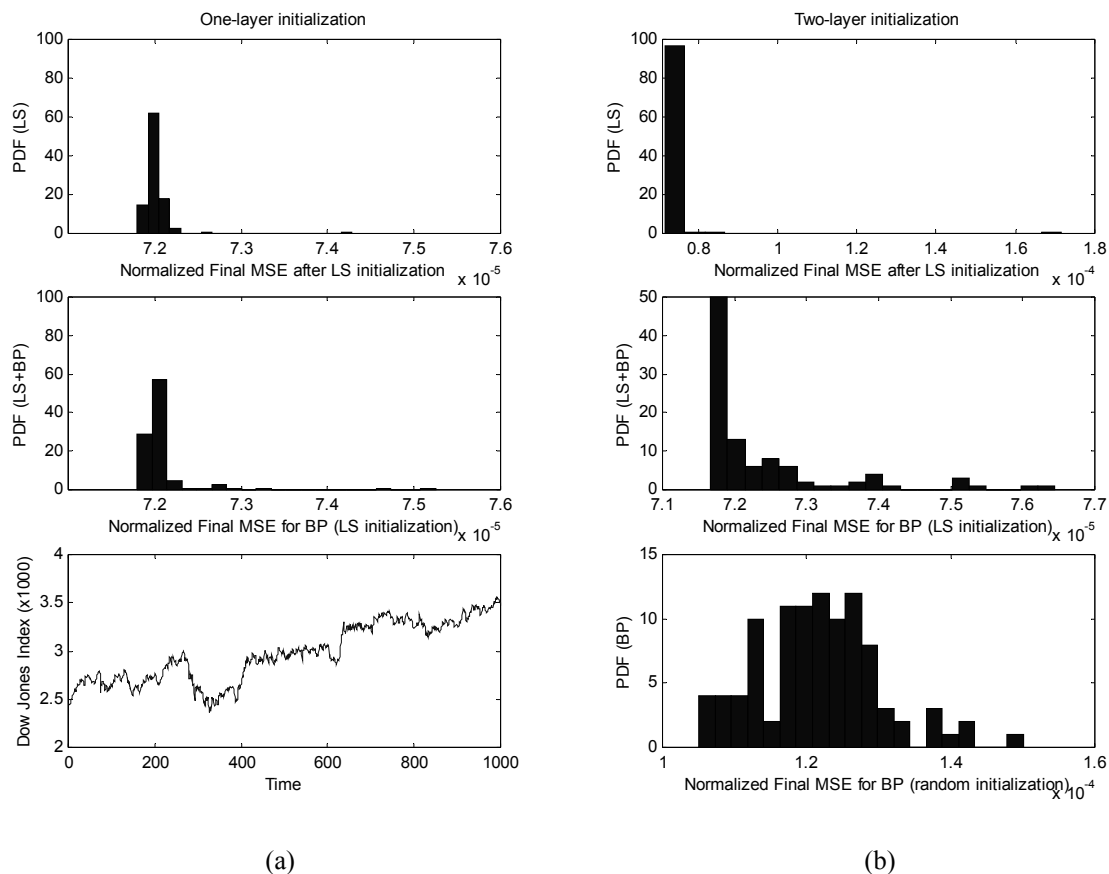 One-layer initialization
100
80
60
40
20
0
PDF (LS)
7.2 7.3 7.4 7.5 7.6
Normalized Final MSE after LS initialization
x 10^-5
100
80
60
40
20
0
PDF (LS+BP)
7.2 7.3 7.4 7.5 7.6
Normalized Final MSE for BP (LS initialization)
x 10^-5
4
3.5
3
2.5
2
Dow Jones Index (x1000)
0 200 400 600 800 1000
Time
(a)
Two-layer initialization
100
80
60
40
20
0
PDF (LS)
0.8 1 1.2 1.4 1.6 1.8
Normalized Final MSE after LS initialization
x 10^-4
50
40
30
20
10
0
PDF (LS+BP)
7.1 7.2 7.3 7.4 7.5 7.6 7.7
Normalized Final MSE for BP (LS initialization)
x 10^-5
15
10
5
0
PDF (BP)
1 1.2 1.4 1.6
Normalized Final MSE for BP (random initialization)
x 10^-4
(b)